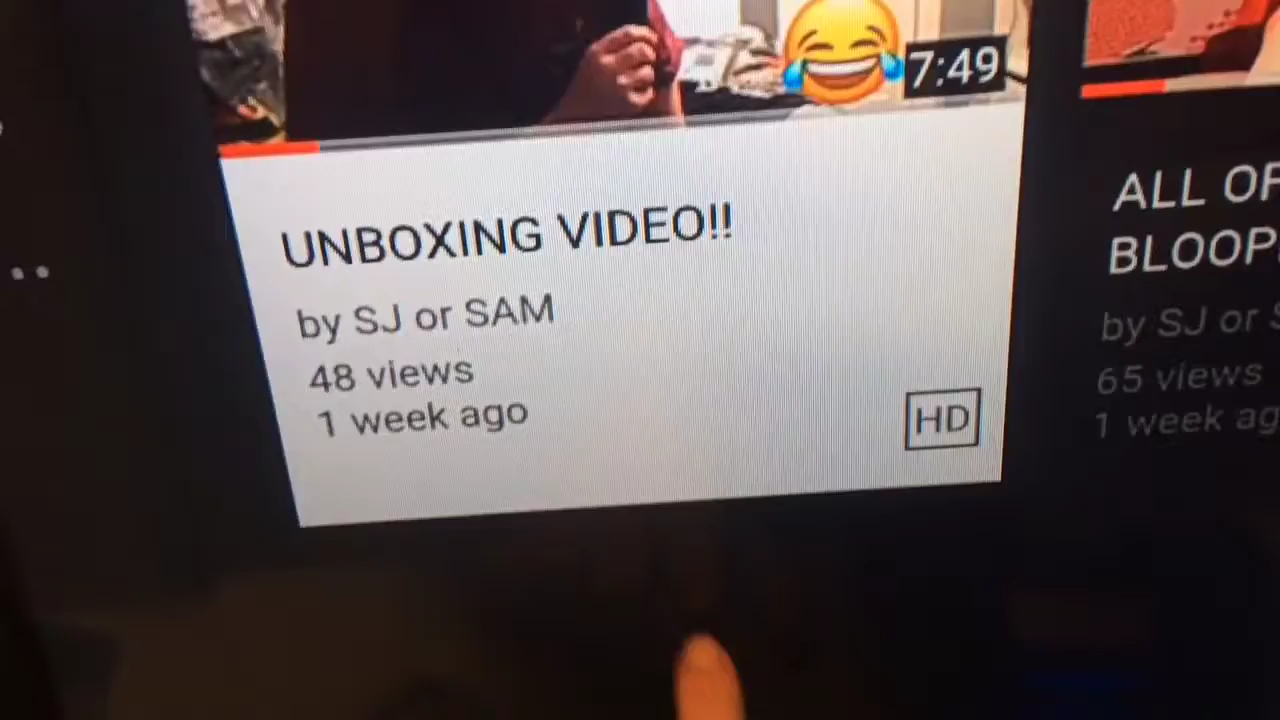 7:49
UNBOXING VIDEO!!
by SJ or SAM
48 views
1 week ago
HD
ALL OF
BLOOP
by SJ or
65 views
1 week